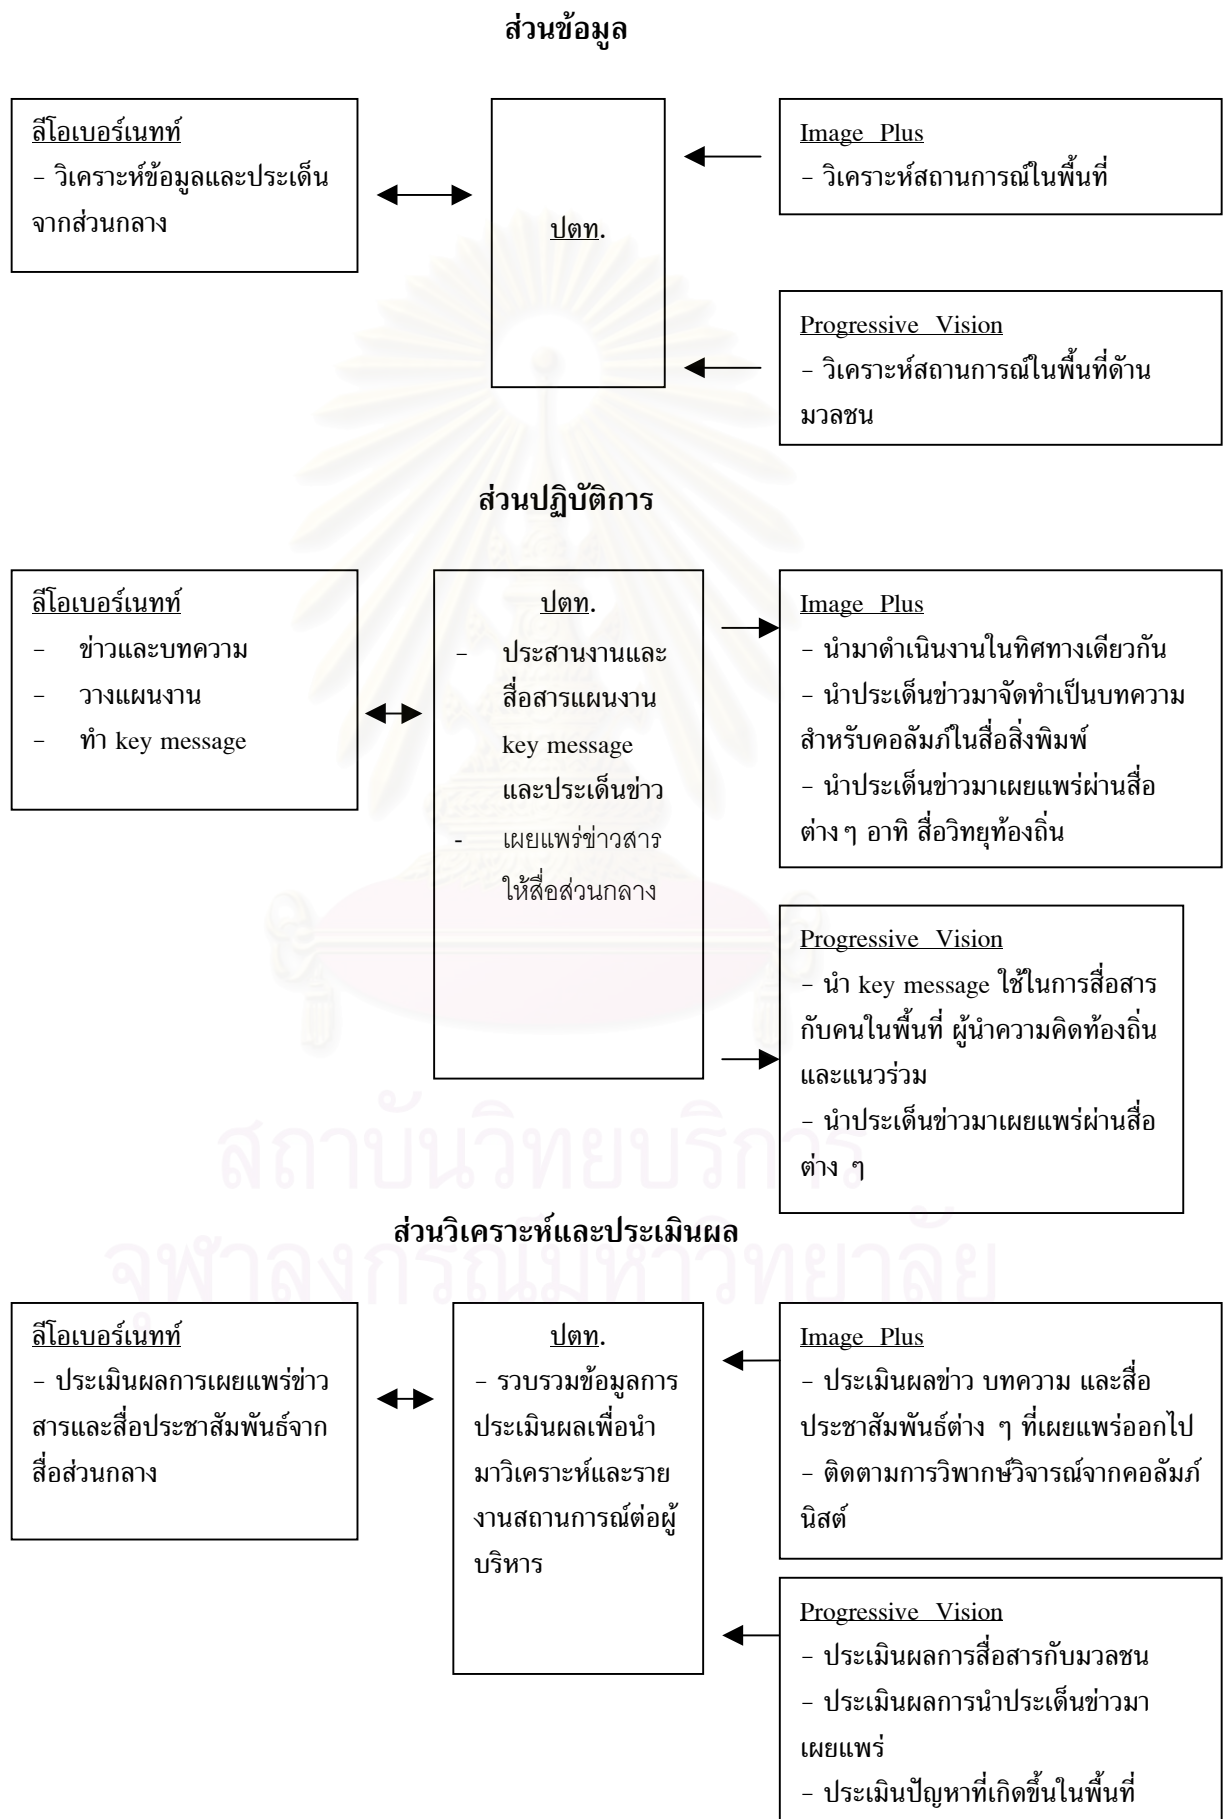 ส่วนข้อมูล
ลีโอเบอร์เนทท์
- วิเคราะห์ข้อมูลและประเด็น
จากส่วนกลาง
ปตท.
Image Plus
- วิเคราะห์สถานการณ์ในพื้นที่
Progressive Vision
- วิเคราะห์สถานการณ์ในพื้นที่ด้าน
มวลชน
ส่วนปฏิบัติการ
ลีโอเบอร์เนทท์
- ข่าวและบทความ
- วางแผนงาน
- ทำ key message
ปตท.
- ประสานงานและ
สื่อสารแผนงาน
key message
และประเด็นข่าว
- เผยแพร่ข่าวสาร
ให้สื่อส่วนกลาง
Image Plus
- นำมาดำเนินงานในทิศทางเดียวกัน
- นำประเด็นข่าวมาจัดทำเป็นบทความ
สำหรับคอลัมภ์ในสื่อสิ่งพิมพ์
- นำประเด็นข่าวมาเผยแพร่ผ่านสื่อ
ต่างๆ อาทิ สื่อวิทยุท้องถิ่น
Progressive Vision
- นำ key message ใช้ในการสื่อสาร
กับคนในพื้นที่ ผู้นำความคิดท้องถิ่น
และแนวร่วม
- นำประเด็นข่าวมาเผยแพร่ผ่านสื่อ
ต่าง ๆ
สถาบันวิทยบริการ
จุฬาลงกรณ์มหาวิทยาลัย
ส่วนวิเคราะห์และประเมินผล
ลีโอเบอร์เนทท์
- ประเมินผลการเผยแพร่ข่าว
สารและสื่อประชาสัมพันธ์จาก
สื่อส่วนกลาง
ปตท.
- รวบรวมข้อมูลการ
ประเมินผลเพื่อนำ
มาวิเคราะห์และราย
งานสถานการณ์ต่อผู้
บริหาร
Image Plus
- ประเมินผลข่าว บทความ และสื่อ
ประชาสัมพันธ์ต่าง ๆ ที่เผยแพร่ออกไป
- ติดตามการวิพากษ์วิจารณ์จากคอลัมภ์
นิสต์
Progressive Vision
- ประเมินผลการสื่อสารกับมวลชน
- ประเมินผลการนำประเด็นข่าวมา
เผยแพร่
- ประเมินปัญหาที่เกิดขึ้นในพื้นที่